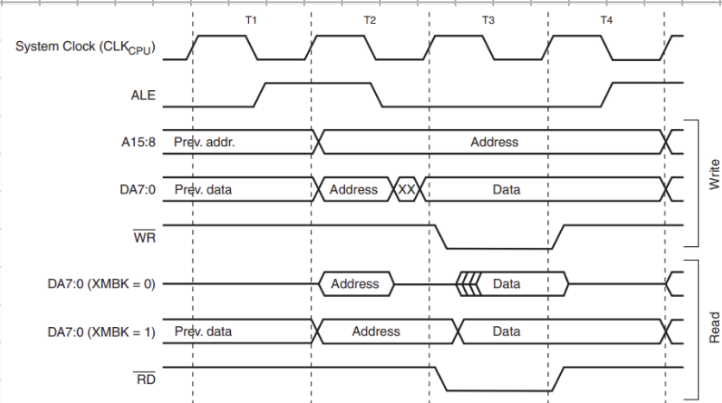 T1 T2 T3 T4
System Clock (CLKCPU)
ALE
A15:8 Prev. addr. Address
DA7:0 Prev. data Address XX Data
WR
Write
DA7:0 (XMBK = 0) Address Data
DA7:0 (XMBK = 1) Prev. data Address Data
RD
Read